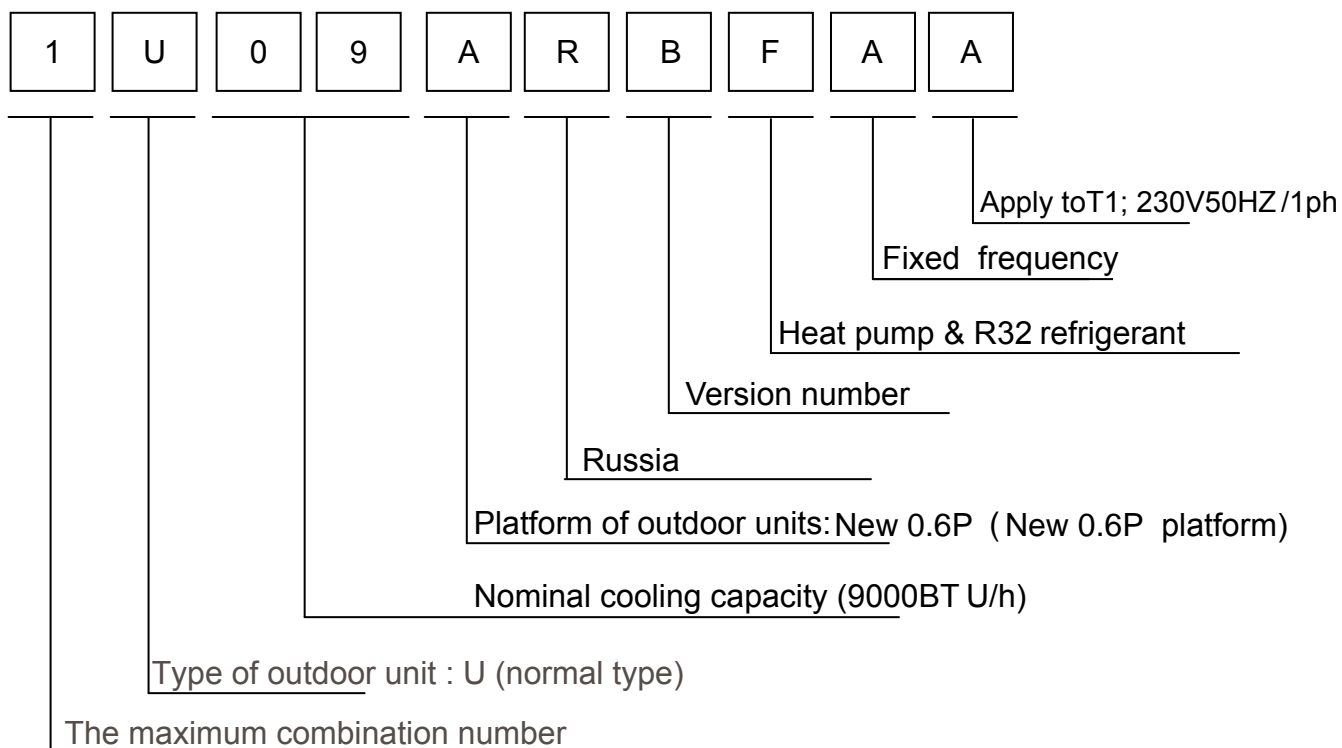 1 U 0 9 A R B F A A
Apply toT1; 230V50HZ /1ph
Fixed frequency
Heat pump & R32 refrigerant
Version number
Russia
Platform of outdoor units: New 0.6P (New 0.6P platform)
Nominal cooling capacity (9000BT U/h)
Type of outdoor unit : U (normal type)
The maximum combination number